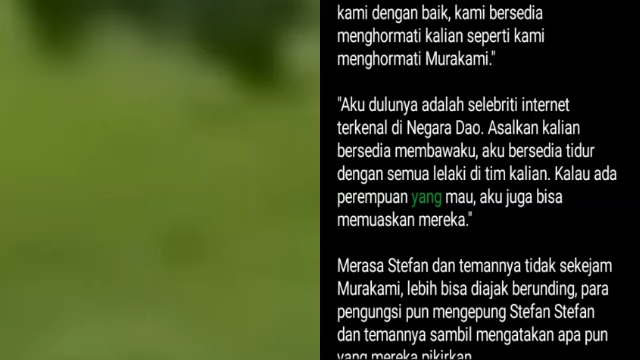 kami dengan baik, kami bersedia
menghormati kalian seperti kami
menghormati Murakami."
"Aku dulunya adalah selebriti internet
terkenal di Negara Dao. Asalkan kalian
bersedia membawaku, aku bersedia tidur
dengan semua lelaki di tim kalian. Kalau ada
perempuan yang mau, aku juga bisa
memuaskan mereka."
Merasa Stefan dan temannya tidak sekejam
Murakami, lebih bisa diajak berunding, para
pengungsi pun mengepung Stefan Stefan
dan temannya sambil mengatakan apa pun
yang mereka pikirkan